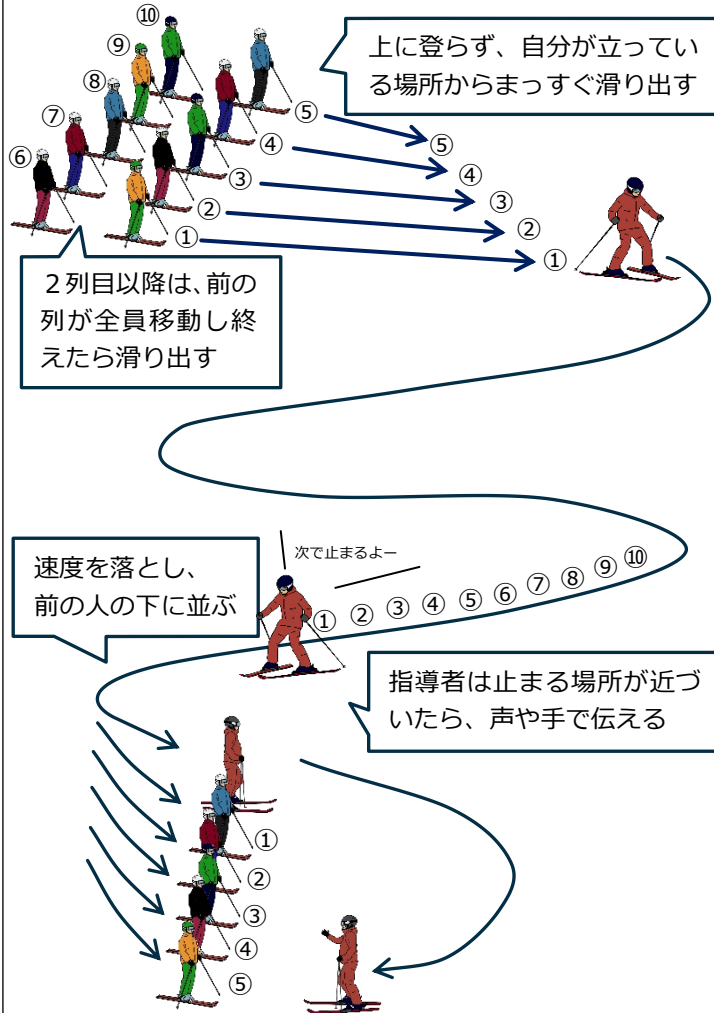 ⑩
⑨
⑧
⑦
⑥
上に登らず、自分が立ってい
る場所からまっすぐ滑り出す
⑤
④
③
②
①
⑤
④
③
②
①
２列目以降は、前の
列が全員移動し終
えたら滑り出す
次で止まるよー
速度を落とし、
前の人の下に並ぶ
① ② ③ ④ ⑤ ⑥ ⑦ ⑧ ⑨ ⑩
指導者は止まる場所が近づ
いたら、声や手で伝える
①
②
③
④
⑤